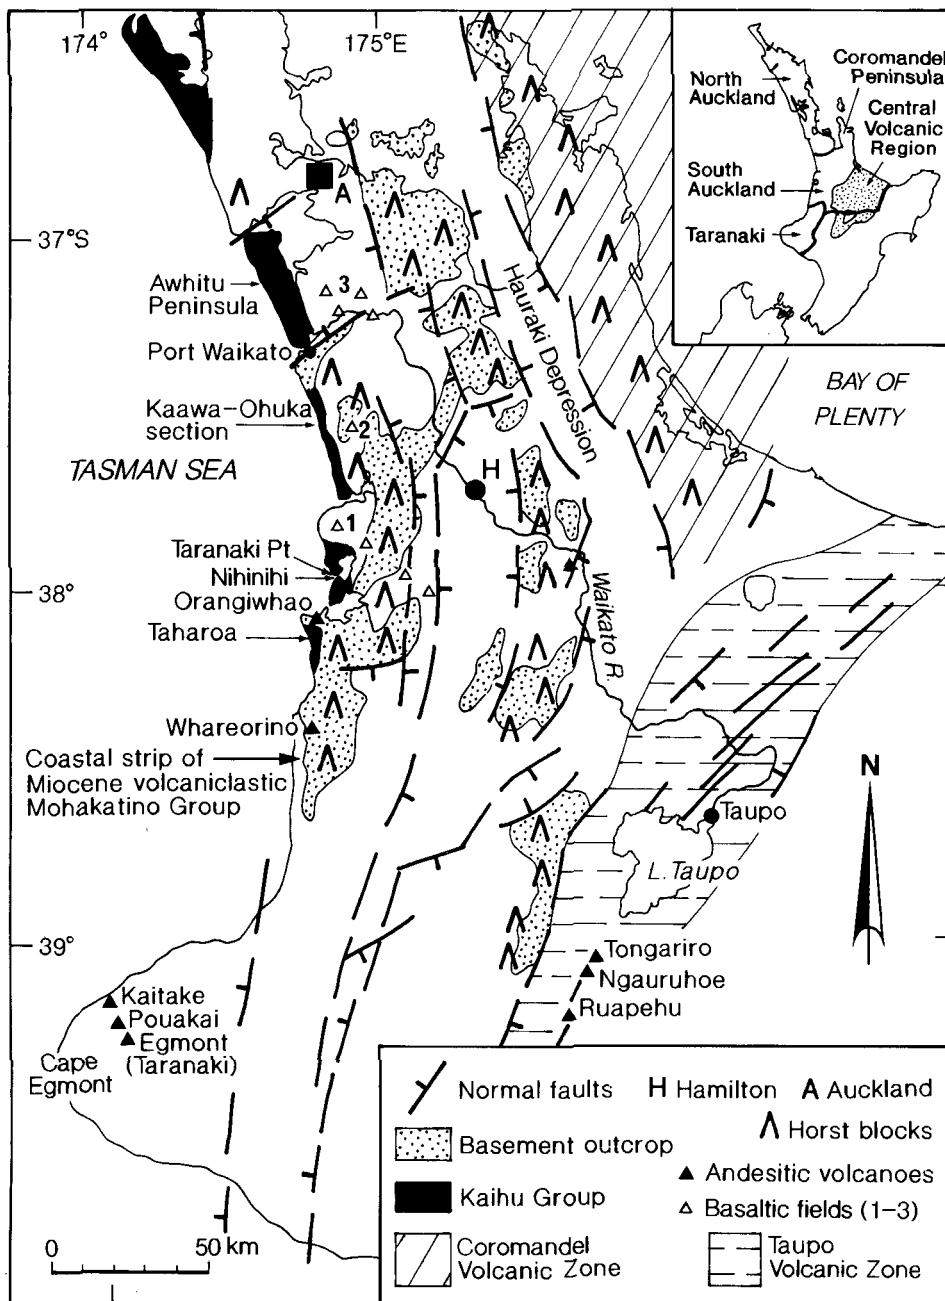 174°
175°E
North
Auckland
Coromandel
Peninsula
Central
Volcanic
Region
South
Auckland
Taranaki
A
37°S
Awhitu
Peninsula
3
Hauraki Depression
Port Waikato
BAY OF
PLENTY
Kaawa-Ohuka
section
2
TASMAN SEA
H
1
Taranaki Pt
Nihinihi
38°
Orangiwhao
Taharoa
Waikato R.
Whareorino
Coastal strip of
Miocene volcaniclastic
Mohakatino Group
N
Taupo
L. Taupo
39°
Tongariro
Ngauruhoe
Ruapehu
Kaitake
Pouakai
Egmont
(Taranaki)
Cape
Egmont
Normal faults
H Hamilton
A Auckland
Basement outcrop
Horst blocks
Andesitic volcanoes
Kaihu Group
Basaltic fields (1-3)
Coromandel
Volcanic Zone
Taupo
Volcanic Zone
0 50 km